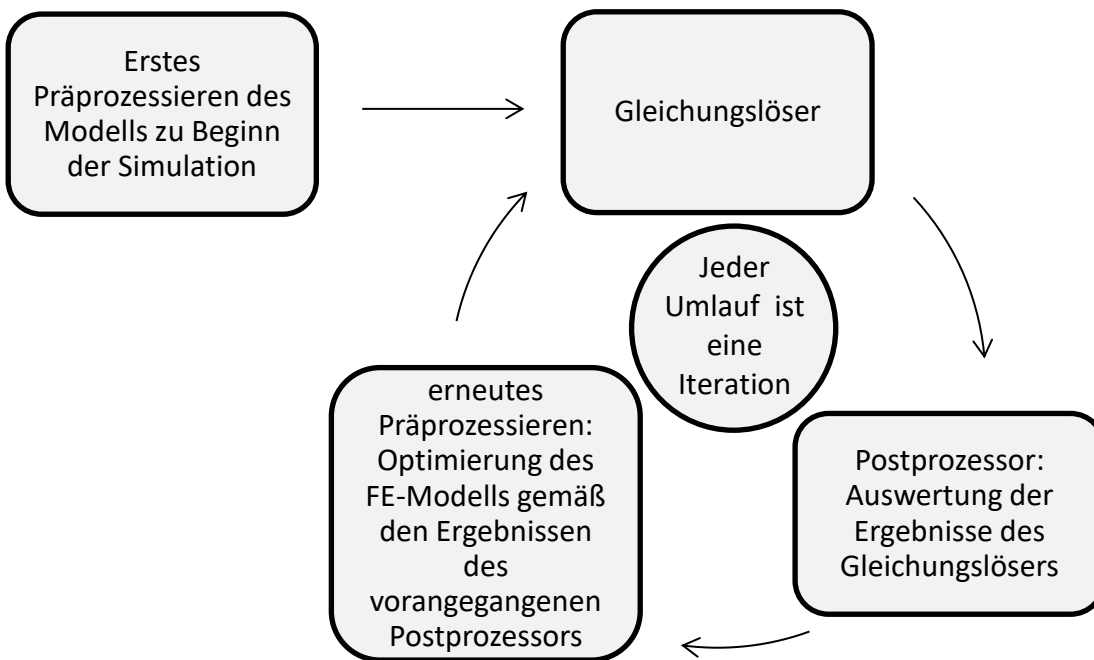 Erstes
Präprozessieren des
Modells zu Beginn
der Simulation
Gleichungslöser
Jeder
Umlauf  ist
eine
Iteration
Postprozessor:
Auswertung der
Ergebnisse des
Gleichungslösers
erneutes
Präprozessieren:
Optimierung des
FE-Modells gemäß
den Ergebnissen
des
vorangegangenen
Postprozessors